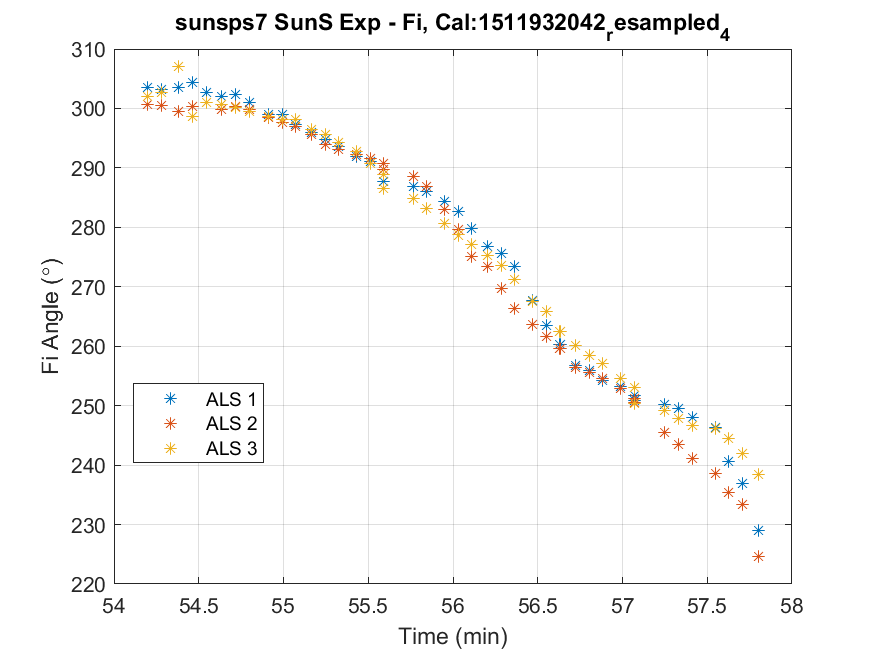 sunsps7 SunS Exp - Fi, Cal:1511932042resampled4
310
300
290
280
270
260
250
240
230
220
Fi Angle (°)
ALS 1
ALS 2
ALS 3
54 54.5 55 55.5 56 56.5 57 57.5 58
Time (min)